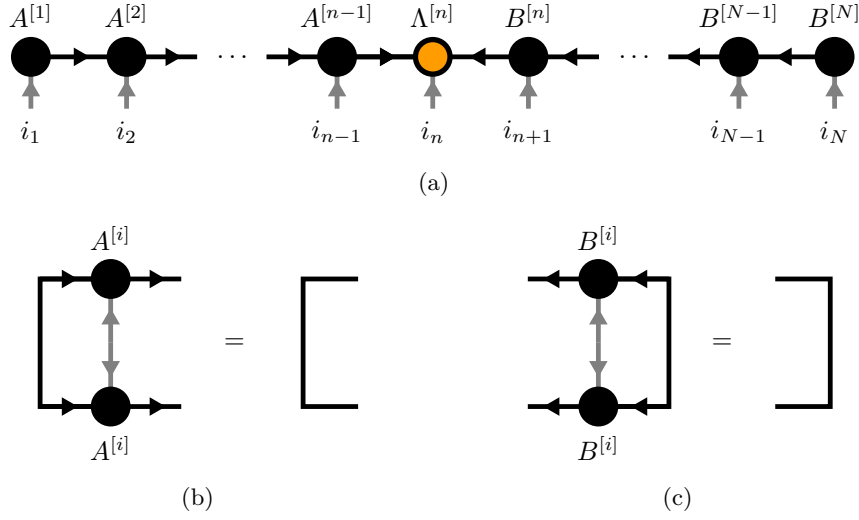 A^{[1]} A^{[2]} A^{[n−1]} Λ^{[n]} B^{[n]} B^{[N−1]} B^{[N]}
··· ···
i_1 i_2 i_{n−1} i_n i_{n+1} i_{N−1} i_N
(a)
A^{[i]} B^{[i]}
= =
A^{[i]} B^{[i]}
(b) (c)